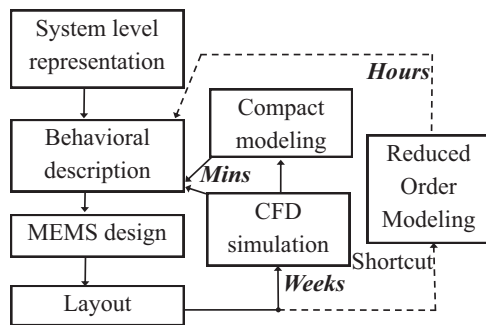 System level
representation
Hours
Compact
modeling
Behavioral
description
Mins
Reduced
Order
Modeling
CFD
simulation
MEMS design
Shortcut
Weeks
Layout